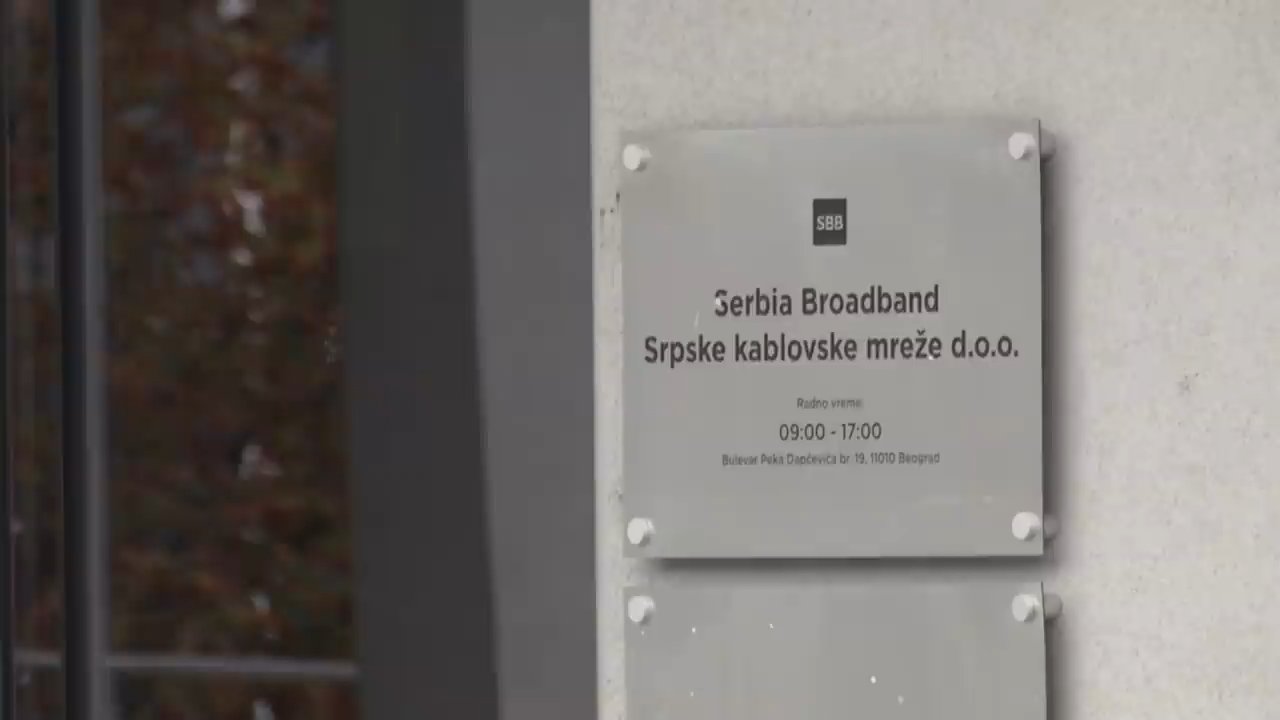 SBB
Serbia Broadband
Srpske kablovske mreže d.o.o.
Radno vreme:
09:00 - 17:00
Bulevar Peka Dapčevića br. 19, 11010 Beograd